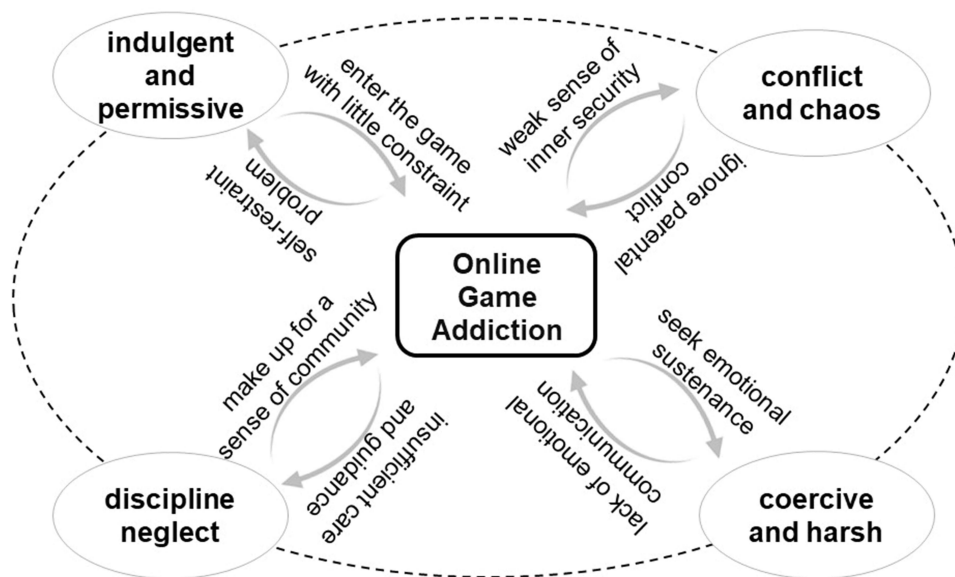 indulgent
and
permissive
enter the game
with little constraint
self-restraint
problem
weak sense of
inner security
conflict
and chaos
ignore parental
conflict
Online
Game
Addiction
make up for a
sense of community
insufficient care
and guidance
discipline
neglect
seek emotional
sustenance
lack of emotional
communication
coercive
and harsh